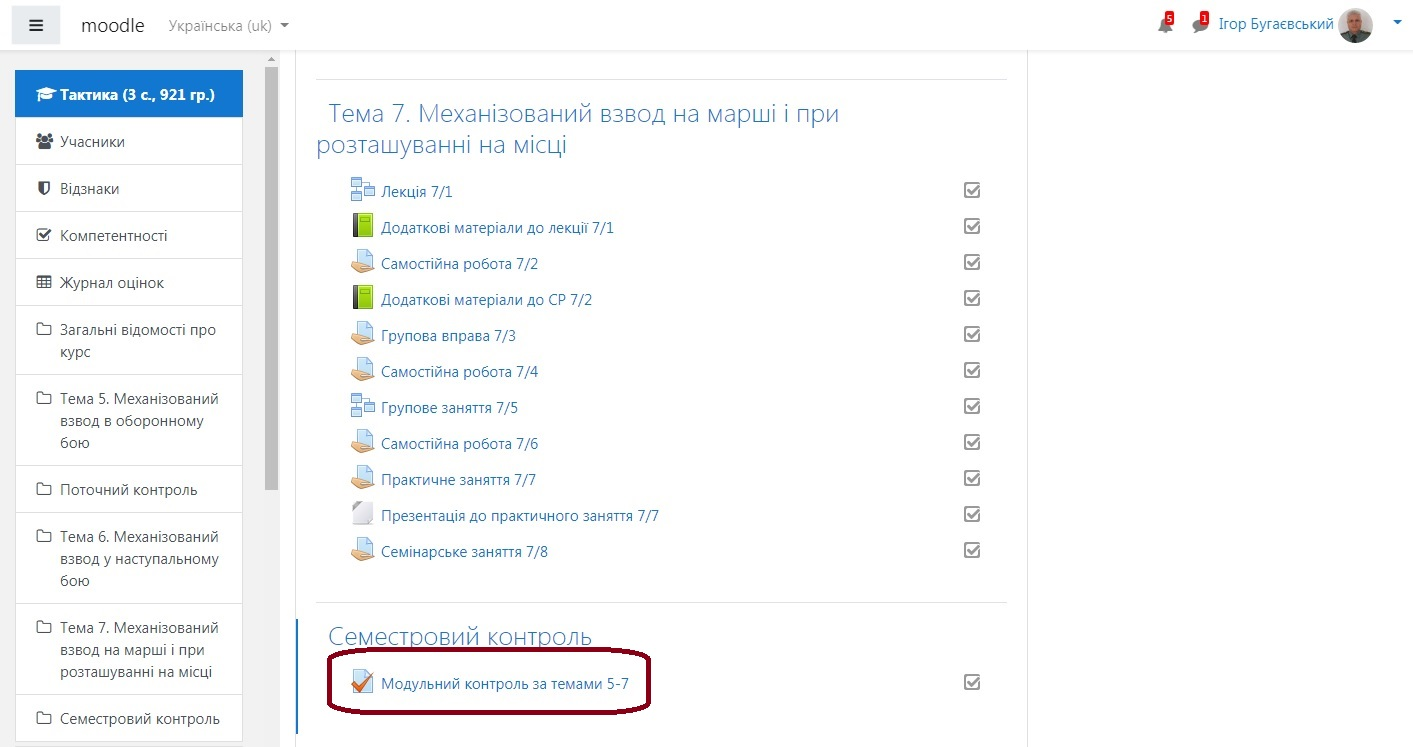 moodle Українська (uk)
5 1 Ігор Бугаєвський
Тактика (3 с., 921 гр.)
Учасники
Відзнаки
Компетентності
Журнал оцінок
Загальні відомості про
курс
Тема 5. Механізований
взвод в оборонному
бою
Поточний контроль
Тема 6. Механізований
взвод у наступальному
бою
Тема 7. Механізований
взвод на марші і при
розташуванні на місці
Семестровий контроль
Тема 7. Механізований взвод на марші і при
розташуванні на місці
Лекція 7/1
Додаткові матеріали до лекції 7/1
Самостійна робота 7/2
Додаткові матеріали до СР 7/2
Групова вправа 7/3
Самостійна робота 7/4
Групове заняття 7/5
Самостійна робота 7/6
Практичне заняття 7/7
Презентація до практичного заняття 7/7
Семінарське заняття 7/8
Семестровий контроль
Модульний контроль за темами 5-7